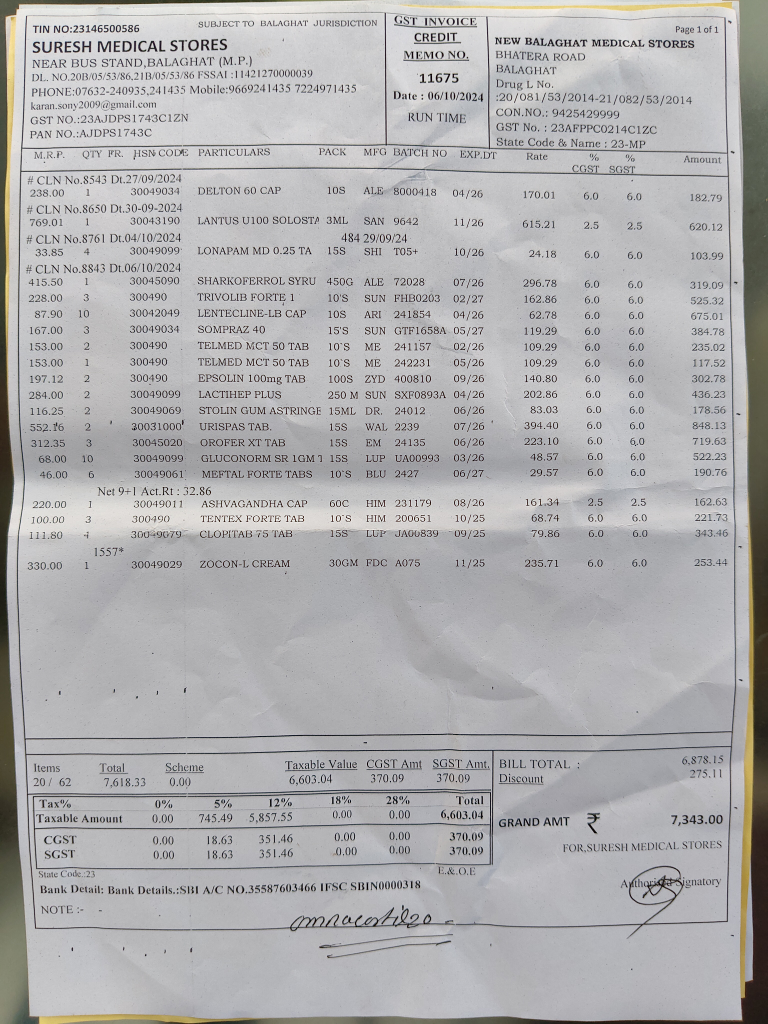 TIN NO:23146500586
SUBJECT TO BALAGHAT JURISDICTION
SURESH MEDICAL STORES
NEAR BUS STAND,BALAGHAT (M.P.)
DL. NO.20B/05/53/86,21B/05/53/86 FSSAI :11421270000039
PHONE:07632-240935,241435 Mobile:9669241435 7224971435
karan.sony2009@gmail.com
GST NO.:23AJDPS1743C1ZN
PAN NO.:AJDPS1743C
GST INVOICE
CREDIT
MEMO NO.
11675
Date : 06/10/2024
RUN TIME
Page 1 of 1
NEW BALAGHAT MEDICAL STORES
BHATERA ROAD
BALAGHAT
Drug L No.
:20/081/53/2014-21/082/53/2014
CON.NO.: 9425429999
GST No. : 23AFPPC0214C1ZC
State Code & Name : 23-MP
M.R.P. QTY FR. HSN CODE PARTICULARS PACK MFG BATCH NO EXP.DT Rate % CGST % SGST Amount
# CLN No.8543 Dt.27/09/2024
238.00 1 30049034 DELTON 60 CAP 10S ALE 8000418 04/26 170.01 6.0 6.0 182.79
# CLN No.8650 Dt.30-09-2024
769.01 1 30043190 LANTUS U100 SOLOSTA 3ML SAN 9642 11/26 615.21 2.5 2.5 620.12
# CLN No.8761 Dt.04/10/2024 484 29/09/24
33.85 4 30049099 LONAPAM MD 0.25 TA 15S SHI T05+ 10/26 24.18 6.0 6.0 103.99
# CLN No.8843 Dt.06/10/2024
415.50 1 30045090 SHARKOFERROL SYRU 450G ALE 72028 07/26 296.78 6.0 6.0 319.09
228.00 3 300490 TRIVOLIB FORTE 1 10'S SUN FHB0203 02/27 162.86 6.0 6.0 525.32
87.90 10 30042049 LENTECLINE-LB CAP 10S ARI 241854 04/26 62.78 6.0 6.0 675.01
167.00 3 30049034 SOMPRAZ 40 15'S SUN GTF1658A 05/27 119.29 6.0 6.0 384.78
153.00 2 300490 TELMED MCT 50 TAB 10`S ME 241157 02/26 109.29 6.0 6.0 235.02
153.00 1 300490 TELMED MCT 50 TAB 10`S ME 242231 05/26 109.29 6.0 6.0 117.52
197.12 2 300490 EPSOLIN 100mg TAB 100S ZYD 400810 09/26 140.80 6.0 6.0 302.78
284.00 2 30049099 LACTIHEP PLUS 250 M SUN SXF0893A 04/26 202.86 6.0 6.0 436.23
116.25 2 30049069 STOLIN GUM ASTRINGE 15ML DR. 24012 06/26 83.03 6.0 6.0 178.56
552.16 2 30031000 URISPAS TAB. 15S WAL 2239 07/26 394.40 6.0 6.0 848.13
312.35 3 30045020 OROFER XT TAB 15S EM 24135 06/26 223.10 6.0 6.0 719.63
68.00 10 30049099 GLUCONORM SR 1GM T 15S LUP UA00993 03/26 48.57 6.0 6.0 522.23
46.00 6 30049061 MEFTAL FORTE TABS 10`S BLU 2427 06/27 29.57 6.0 6.0 190.76
Net 9+1 Act.Rt : 32.86
220.00 1 30049011 ASHVAGANDHA CAP 60C HIM 231179 08/26 161.34 2.5 2.5 162.63
100.00 3 300490 TENTEX FORTE TAB 10`S HIM 200651 10/25 68.74 6.0 6.0 221.73
111.80 4 30049079 CLOPITAB 75 TAB 15S LUP JA00839 09/25 79.86 6.0 6.0 343.46
1557*
330.00 1 30049029 ZOCON-L CREAM 30GM FDC A075 11/25 235.71 6.0 6.0 253.44
Items Total Scheme Taxable Value CGST Amt SGST Amt.
20 / 62 7,618.33 0.00 6,603.04 370.09 370.09
BILL TOTAL : 6,878.15
Discount 275.11
Tax% 0% 5% 12% 18% 28% Total
Taxable Amount 0.00 745.49 5,857.55 0.00 0.00 6,603.04
CGST 0.00 18.63 351.46 0.00 0.00 370.09
SGST 0.00 18.63 351.46 0.00 0.00 370.09
GRAND AMT ₹ 7,343.00
FOR,SURESH MEDICAL STORES
State Code.:23
E.&.O.E
Bank Detail: Bank Details.:SBI A/C NO.35587603466 IFSC SBIN0000318
Authorised Signatory
NOTE :- -